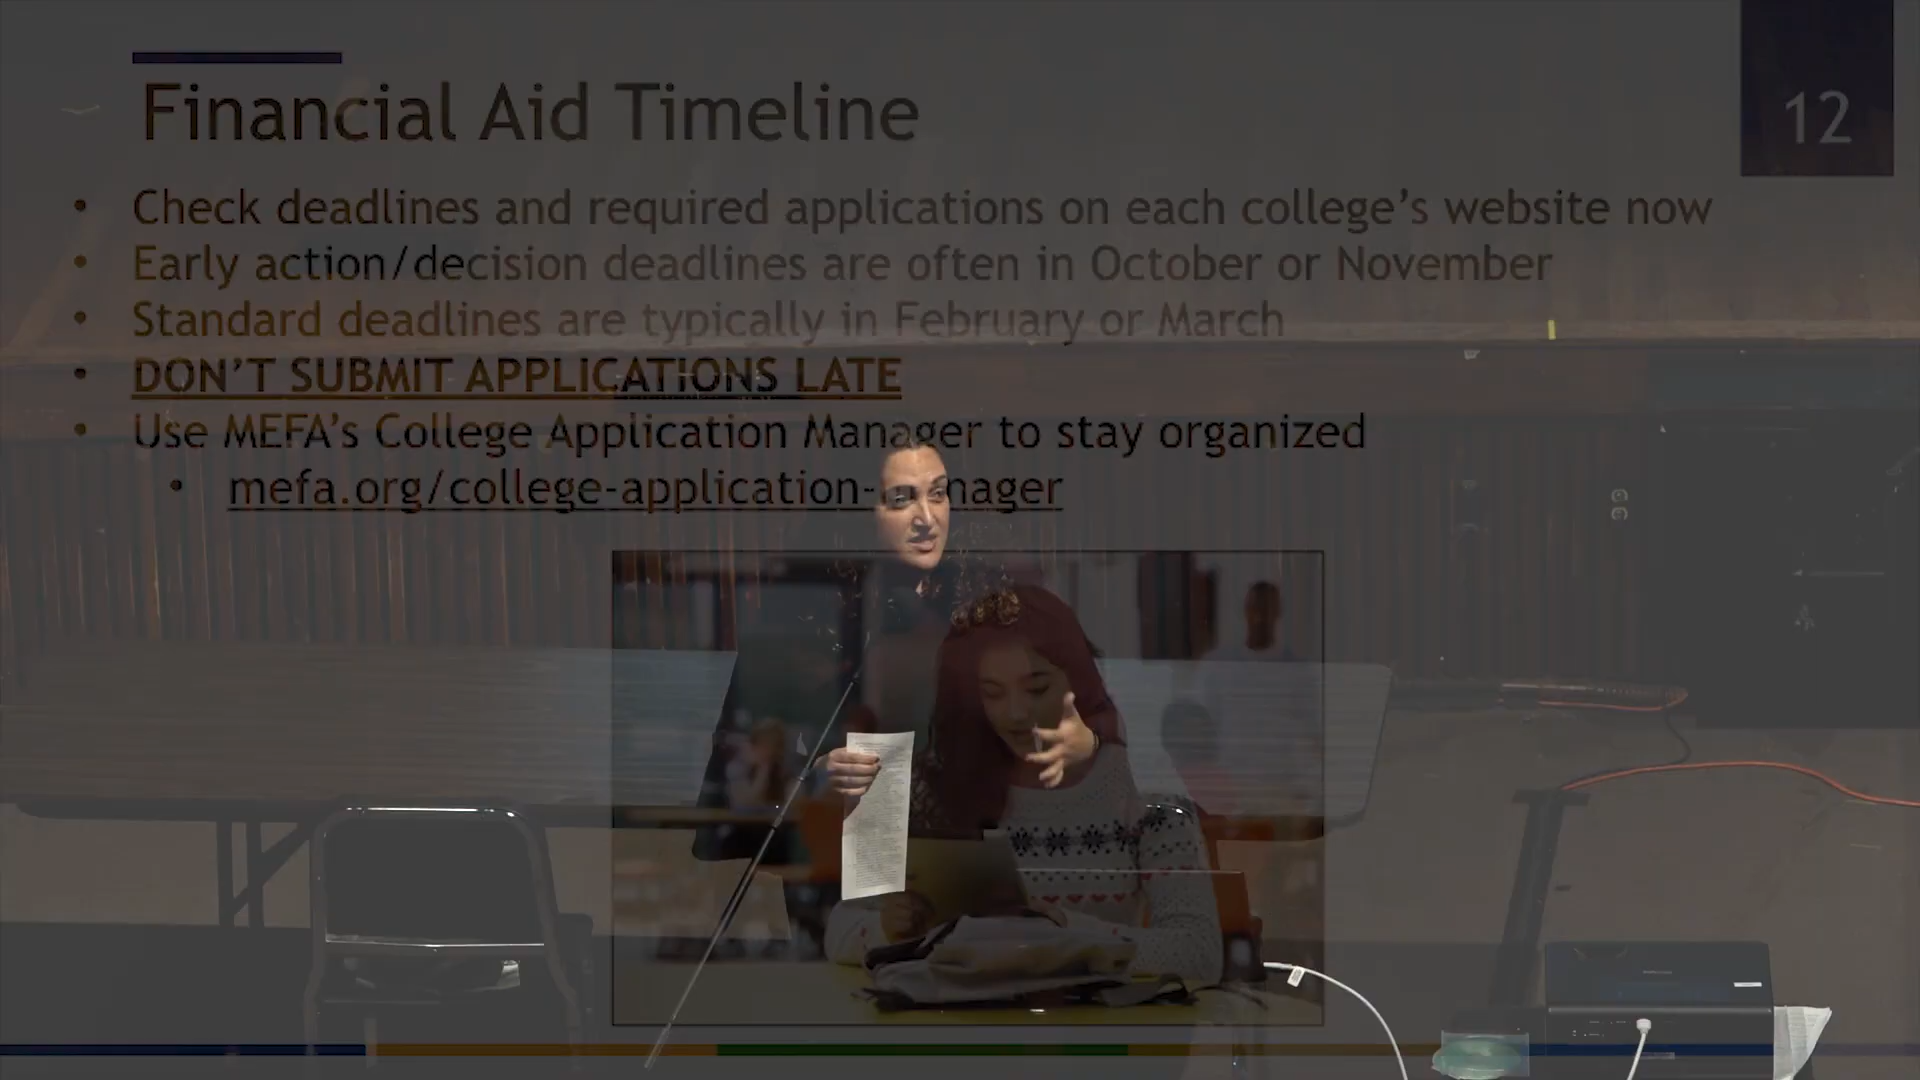 Financial Aid Timeline
12
• Check deadlines and required applications on each college's website now
• Early action/decision deadlines are often in October or November
• Standard deadlines are typically in February or March
• DON'T SUBMIT APPLICATIONS LATE
• Use MEFA's College Application Manager to stay organized
• mefa.org/college-application-manager